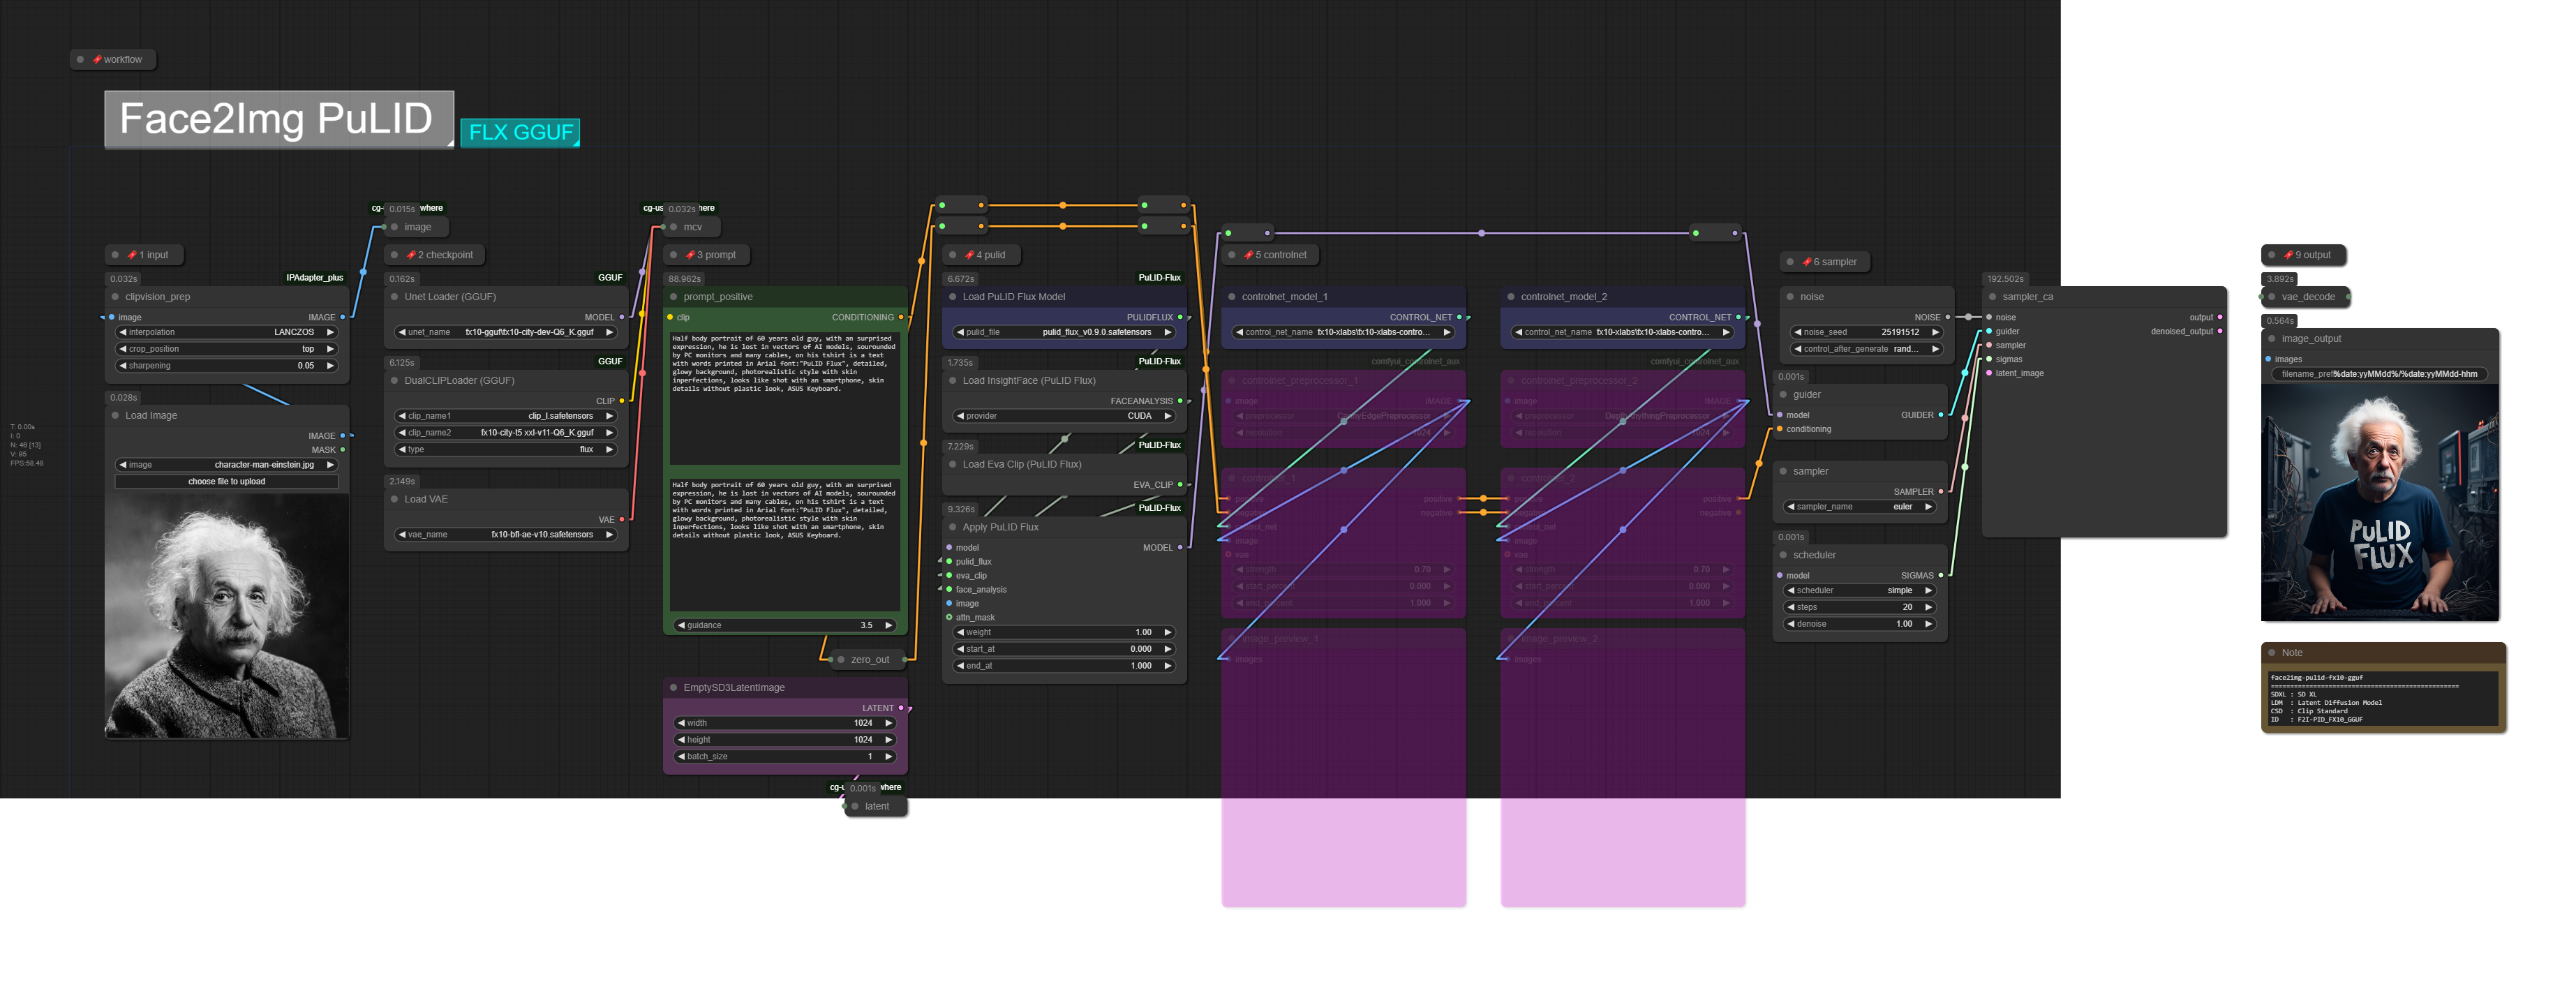 workflow
Face2Img PuLID
FLX GGUF
T: 0.00s
I: 0
N: 46 [13]
V: 95
FPS:58.48
0.015s
image
1 input
0.032s
IPAdapter_plus
clipvision_prep
image IMAGE
interpolation LANCZOS
crop_position top
sharpening 0.05
0.028s
Load Image
IMAGE
MASK
image character-man-einstein.jpg
choose file to upload
2 checkpoint
0.162s
GGUF
Unet Loader (GGUF)
MODEL
unet_name fx10-gguf\fx10-city-dev-Q6_K.gguf
6.125s
GGUF
DualCLIPLoader (GGUF)
CLIP
clip_name1 clip_l.safetensors
clip_name2 fx10-city-t5 xxl-v11-Q6_K.gguf
type flux
2.149s
Load VAE
VAE
vae_name fx10-bfl-ae-v10.safetensors
0.032s
mcv
3 prompt
88.962s
prompt_positive
clip CONDITIONING
Half body portrait of 60 years old guy, with an surprised
expression, he is lost in vectors of AI models, sourounded
by PC monitors and many cables, on his tshirt is a text
with words printed in Arial font:"PuLID Flux", detailed,
glowy background, photorealistic style with skin
inperfections, looks like shot with an smartphone, skin
details without plastic look, ASUS Keyboard.
Half body portrait of 60 years old guy, with an surprised
expression, he is lost in vectors of AI models, sourounded
by PC monitors and many cables, on his tshirt is a text
with words printed in Arial font:"PuLID Flux", detailed,
glowy background, photorealistic style with skin
inperfections, looks like shot with an smartphone, skin
details without plastic look, ASUS Keyboard.
guidance 3.5
zero_out
EmptySD3LatentImage
LATENT
width 1024
height 1024
batch_size 1
0.001s
latent
4 pulid
6.672s
PuLID-Flux
Load PuLID Flux Model
PULIDFLUX
pulid_file pulid_flux_v0.9.0.safetensors
1.735s
PuLID-Flux
Load InsightFace (PuLID Flux)
FACEANALYSIS
provider CUDA
7.229s
PuLID-Flux
Load Eva Clip (PuLID Flux)
EVA_CLIP
9.326s
PuLID-Flux
Apply PuLID Flux
model MODEL
pulid_flux
eva_clip
face_analysis
image
attn_mask
weight 1.00
start_at 0.000
end_at 1.000
5 controlnet
controlnet_model_1
CONTROL_NET
control_net_name fx10-xlabs\fx10-xlabs-contro...
comfyui_controlnet_aux
controlnet_preprocessor_1
image IMAGE
preprocessor CannyEdgePreprocessor
resolution 1024
positive positive
negative negative
image
vae
strength 0.70
start_percent 0.000
end_percent 1.000
image_preview_1
images
controlnet_model_2
CONTROL_NET
control_net_name fx10-xlabs\fx10-xlabs-contro...
comfyui_controlnet_aux
controlnet_preprocessor_2
image IMAGE
preprocessor DepthAnythingPreprocessor
resolution 1024
positive positive
negative negative
image
vae
strength 0.70
start_percent 0.000
end_percent 1.000
image_preview_2
images
6 sampler
noise
NOISE
noise_seed 25191512
control_after_generate rand...
0.001s
guider
model GUIDER
conditioning
sampler
SAMPLER
sampler_name euler
0.001s
scheduler
model SIGMAS
scheduler simple
steps 20
denoise 1.00
192.502s
sampler_ca
noise output
guider denoised_output
sampler
sigmas
latent_image
9 output
3.892s
vae_decode
0.564s
image_output
images
%date:yyMMdd%/%date:yyMMdd-hhm
PULID
FLUX
Note
face2img-pulid-fx10-gguf
SDXL : SD XL
LDM : Latent Diffusion Model
CSD : Clip Standard
ID : F2I-PID_FX10_GGUF